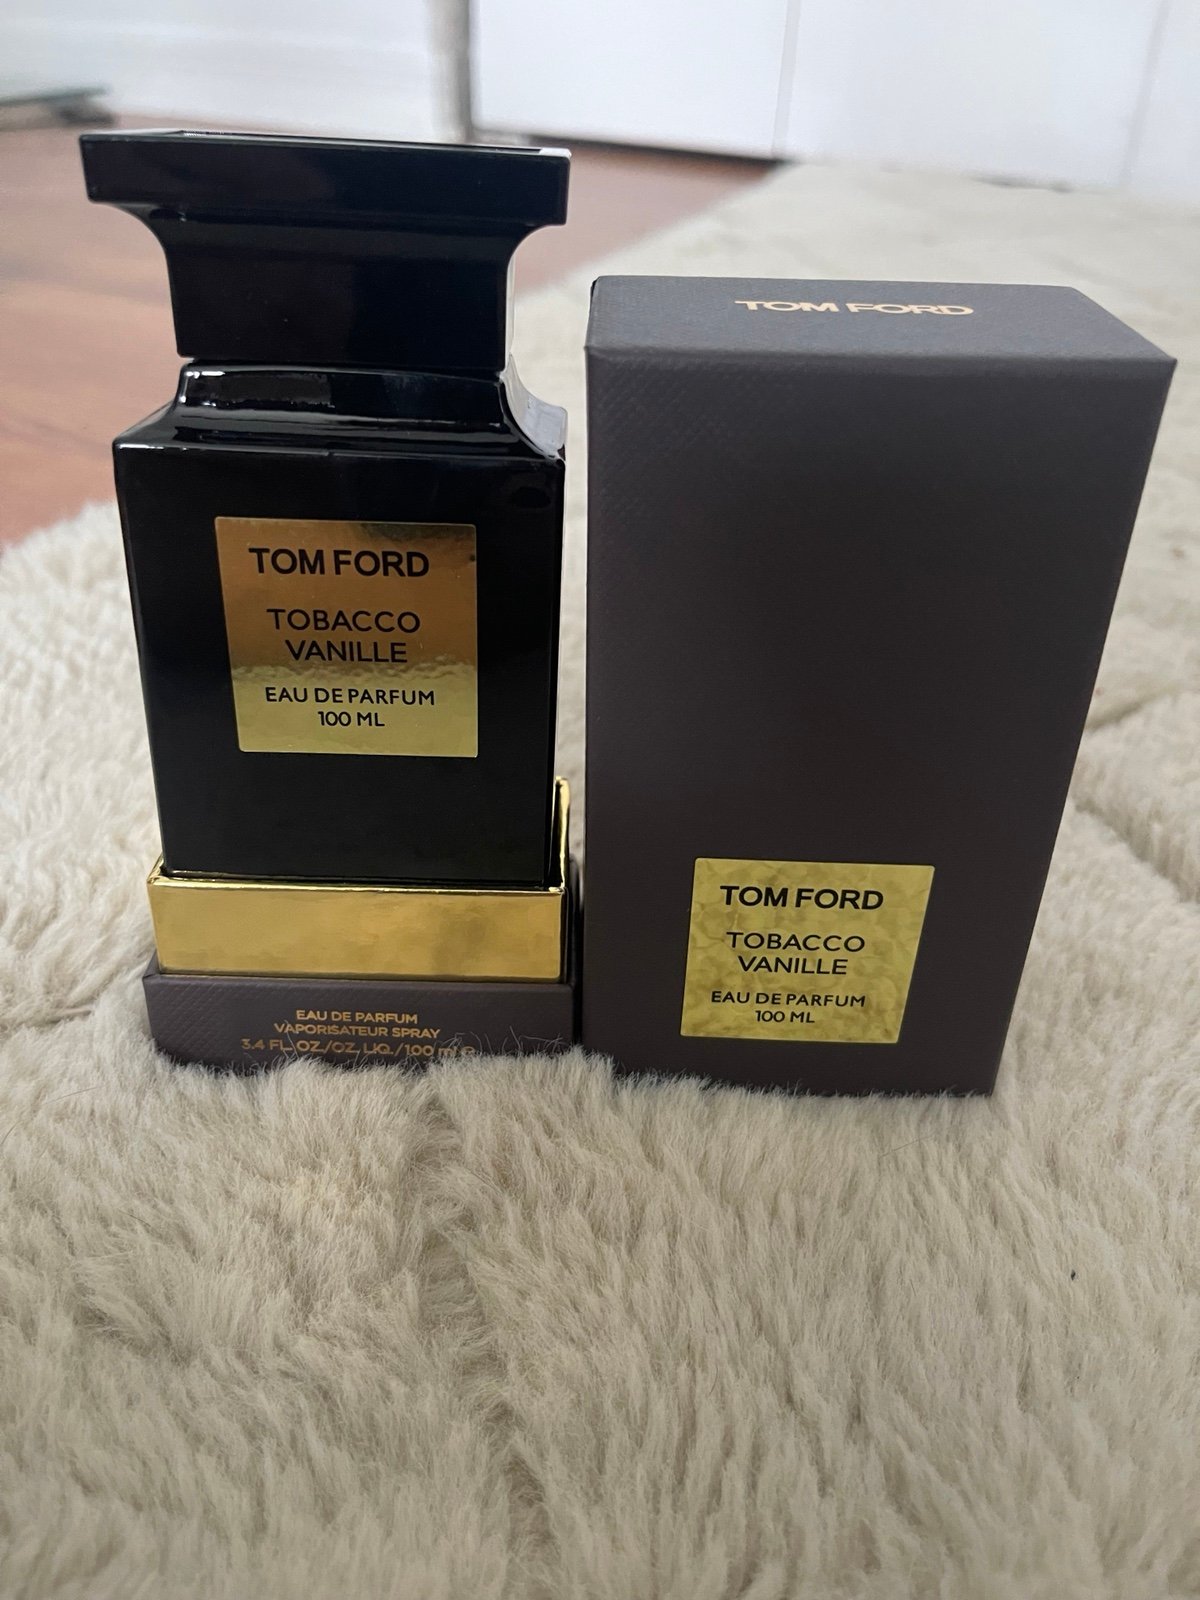 TOM FORD
TOBACCO
VANILLE
EAU DE PARFUM
100 ML
EAU DE PARFUM
VAPORISATEUR SPRAY
3.4 FL. OZ./OZ. LIQ./100 ml e
TOM FORD
TOM FORD
TOBACCO
VANILLE
EAU DE PARFUM
100 ML